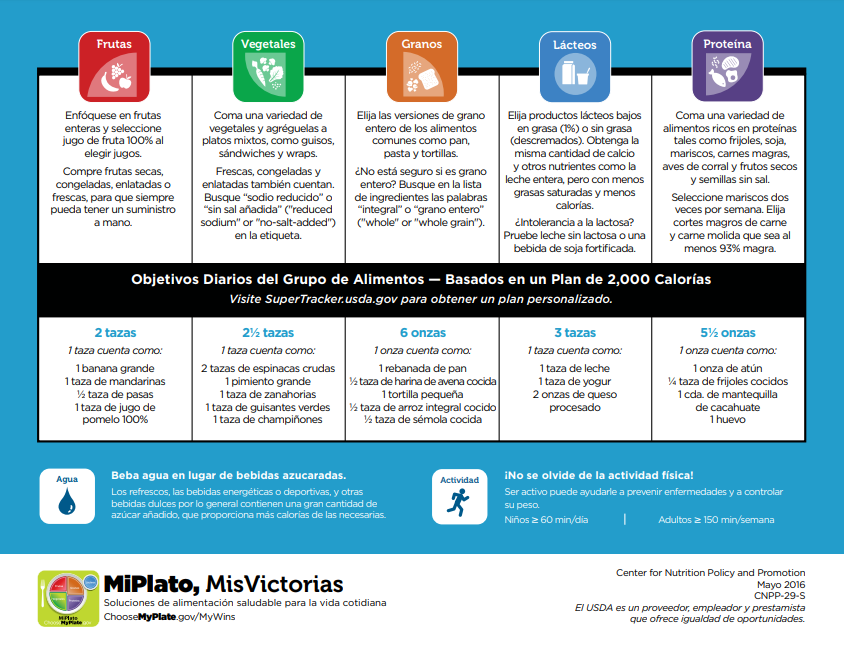 Frutas
Enfóquese en frutas
enteras y seleccione
jugo de fruta 100% al
elegir jugos.
Compre frutas secas,
congeladas, enlatadas o
frescas, para que siempre
pueda tener un suministro
a mano.
Vegetales
Coma una variedad de
vegetales y agréguelas a
platos mixtos, como guisos,
sándwiches y wraps.
Frescas, congeladas y
enlatadas también cuentan.
Busque “sodio reducido” o
“sin sal añadida” ("reduced
sodium" or "no-salt-added")
en la etiqueta.
Granos
Elija las versiones de grano
entero de los alimentos
comunes como pan,
pasta y tortillas.
¿No está seguro si es grano
entero? Busque en la lista
de ingredientes las palabras
“integral” o “grano entero”
("whole" or "whole grain").
Lácteos
Elija productos lácteos bajos
en grasa (1%) o sin grasa
(descremados). Obtenga la
misma cantidad de calcio
y otros nutrientes como la
leche entera, pero con menos
grasas saturadas y menos
calorías.
¿Intolerancia a la lactosa?
Pruebe leche sin lactosa o una
bebida de soja fortificada.
Proteína
Coma una variedad de
alimentos ricos en proteínas
tales como frijoles, soja,
mariscos, carnes magras,
aves de corral y frutos secos
y semillas sin sal.
Seleccione mariscos dos
veces por semana. Elija
cortes magros de carne
y carne molida que sea al
menos 93% magra.
Objetivos Diarios del Grupo de Alimentos — Basados en un Plan de 2,000 Calorías
Visite SuperTracker.usda.gov para obtener un plan personalizado.
2 tazas
1 taza cuenta como:
1 banana grande
1 taza de mandarinas
½ taza de pasas
1 taza de jugo de
pomelo 100%
2½ tazas
1 taza cuenta como:
2 tazas de espinacas crudas
1 pimiento grande
1 taza de zanahorias
1 taza de guisantes verdes
1 taza de champiñones
6 onzas
1 onza cuenta como:
1 rebanada de pan
½ taza de harina de avena cocida
1 tortilla pequeña
½ taza de arroz integral cocido
½ taza de sémola cocida
3 tazas
1 taza cuenta como:
1 taza de leche
1 taza de yogur
2 onzas de queso
procesado
5½ onzas
1 onza cuenta como:
1 onza de atún
¼ taza de frijoles cocidos
1 cda. de mantequilla
de cacahuate
1 huevo
Agua
Beba agua en lugar de bebidas azucaradas.
Los refrescos, las bebidas energéticas o deportivas, y otras
bebidas dulces por lo general contienen una gran cantidad de
azúcar añadido, que proporciona más calorías de las necesarias.
Actividad
¡No se olvide de la actividad física!
Ser activo puede ayudarle a prevenir enfermedades y a controlar
su peso.
Niños ≥ 60 min/día | Adultos ≥ 150 min/semana
MiPlato
MyPlate
MiPlato, MisVictorias
Soluciones de alimentación saludable para la vida cotidiana
ChooseMyPlate.gov/MyWins
Center for Nutrition Policy and Promotion
Mayo 2016
CNPP-29-S
El USDA es un proveedor, empleador y prestamista
que ofrece igualdad de oportunidades.